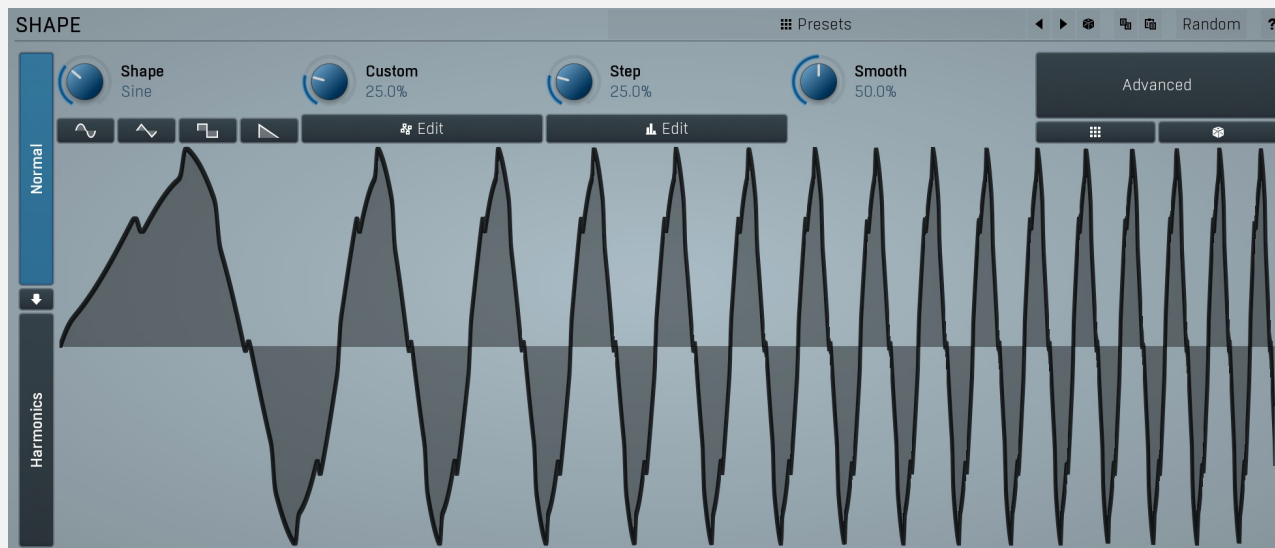 SHAPE
Presets
Random
?
Shape
Sine
Custom
25.0%
Step
25.0%
Smooth
50.0%
Advanced
Edit
Edit
Normal
Harmonics